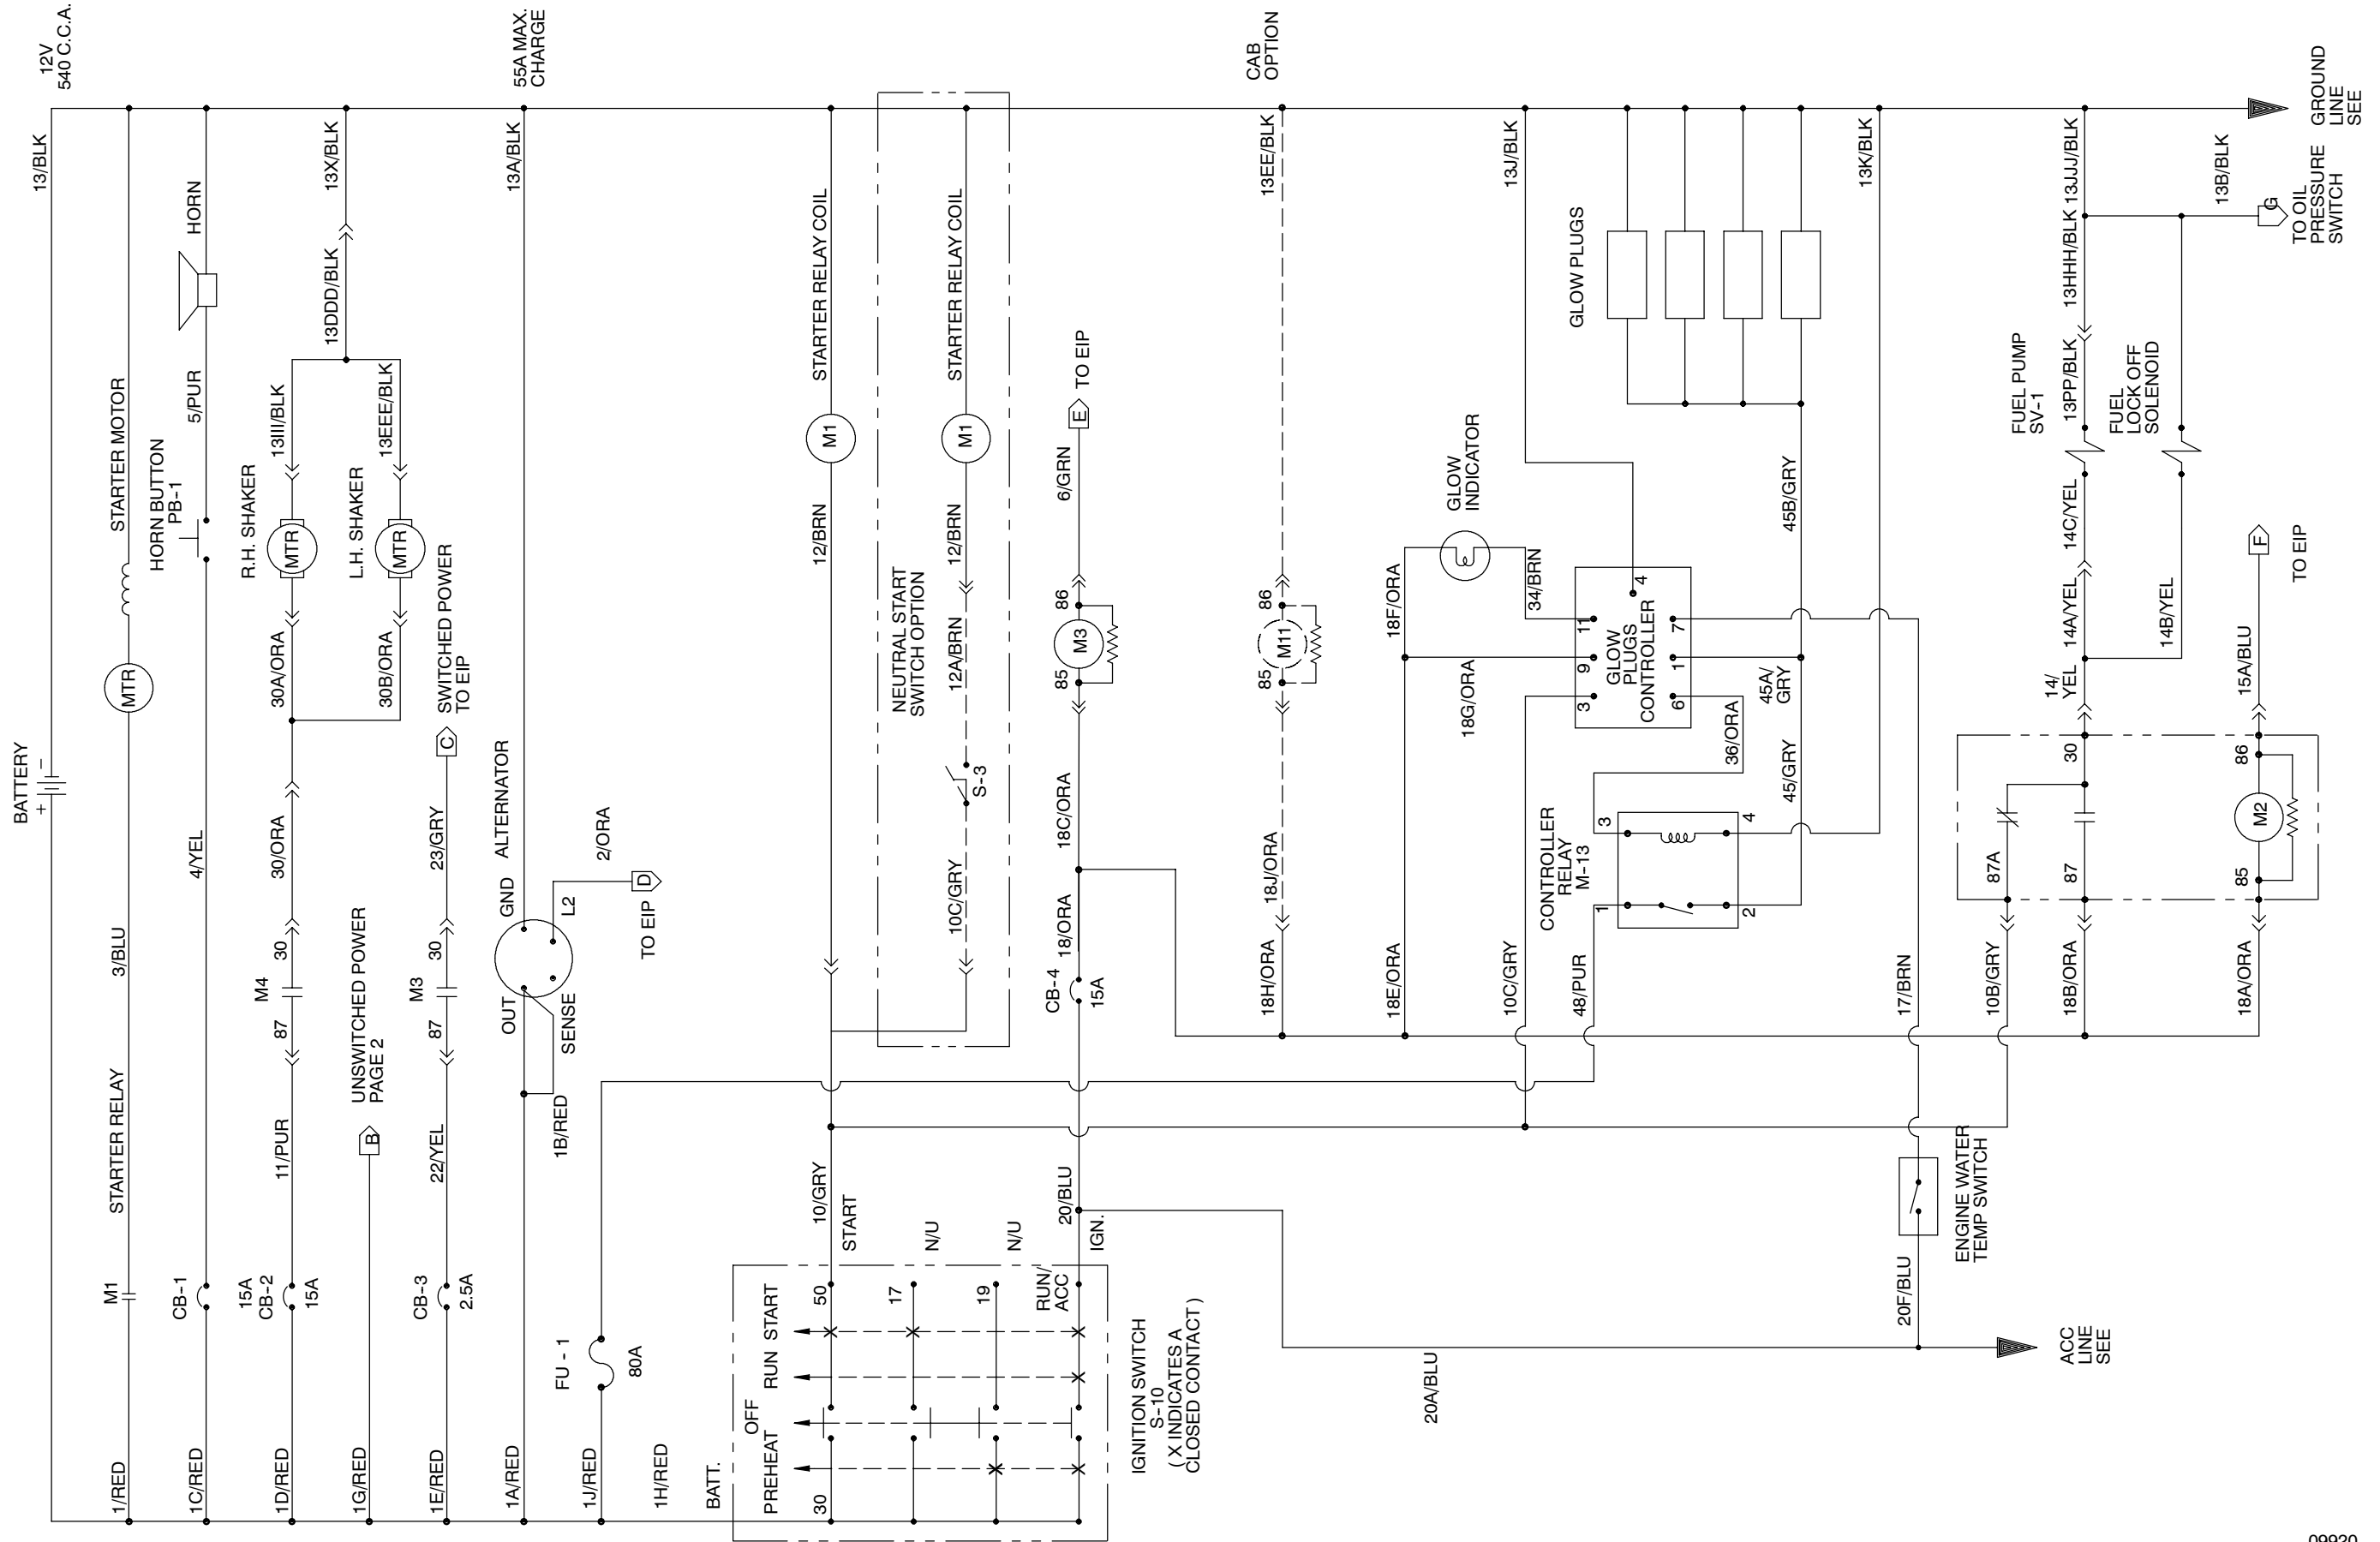 12V
540 C.C.A.
13/BLK
BATTERY
+
−
1/RED
M1
STARTER RELAY
3/BLU
MTR
STARTER MOTOR
1C/RED
CB-1
15A
4/YEL
HORN BUTTON
PB-1
5/PUR
HORN
1D/RED
CB-2
15A
11/PUR
87
M4
30
30/ORA
30A/ORA
MTR
R.H. SHAKER
13III/BLK
30B/ORA
MTR
L.H. SHAKER
13EEE/BLK
13DDD/BLK
13X/BLK
1G/RED
B
UNSWITCHED POWER
PAGE 2
1E/RED
CB-3
2.5A
22/YEL
87
M3
30
23/GRY
C
SWITCHED POWER
TO EIP
1A/RED
1B/RED
OUT
SENSE
GND
L2
ALTERNATOR
2/ORA
D
TO EIP
13A/BLK
55A MAX.
CHARGE
1J/RED
FU - 1
80A
1H/RED
BATT.
30
PREHEAT
OFF
RUN
START
50
17
19
RUN/
ACC
IGNITION SWITCH
S-10
( X INDICATES A
CLOSED CONTACT )
START
N/U
N/U
IGN.
10/GRY
12/BRN
M1
STARTER RELAY COIL
NEUTRAL START
SWITCH OPTION
10C/GRY
S-3
12A/BRN
12/BRN
M1
STARTER RELAY COIL
20/BLU
CB-4
15A
18/ORA
18C/ORA
85
M3
86
6/GRN
E
TO EIP
CAB
OPTION
18H/ORA
18J/ORA
85
M11
86
13EE/BLK
20A/BLU
18E/ORA
18G/ORA
18F/ORA
GLOW
INDICATOR
34/BRN
10C/GRY
13J/BLK
GLOW
PLUGS
CONTROLLER
3
9
11
4
6
1
7
36/ORA
45A/
GRY
45/GRY
45B/GRY
GLOW PLUGS
48/PUR
CONTROLLER
RELAY
M-13
1
3
2
4
13K/BLK
17/BRN
ENGINE WATER
TEMP SWITCH
20F/BLU
ACC
LINE
SEE
10B/GRY
18B/ORA
18A/ORA
87A
87
30
85
M2
86
14/
YEL
14A/YEL
14C/YEL
14B/YEL
FUEL PUMP
SV-1
FUEL
LOCK OFF
SOLENOID
13PP/BLK
13HHH/BLK
13JJJ/BLK
13B/BLK
15A/BLU
F
TO EIP
G
TO OIL
PRESSURE
SWITCH
GROUND
LINE
SEE
09920